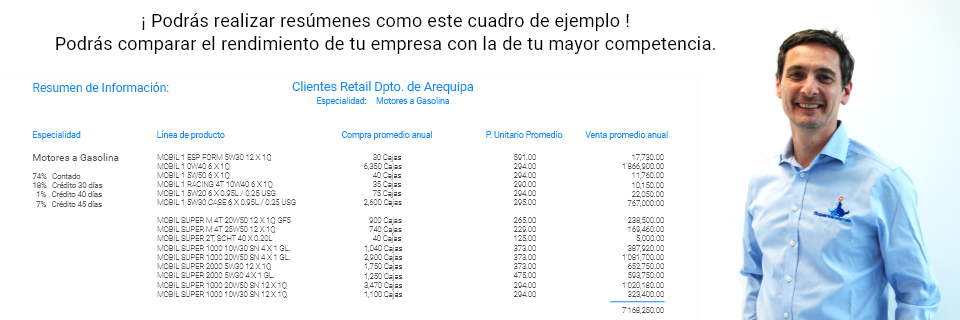 ¡ Podrás realizar resúmenes como este cuadro de ejemplo !
Podrás comparar el rendimiento de tu empresa con la de tu mayor competencia.
Resumen de Información: Clientes Retail Dpto. de Arequipa
Especialidad: Motores a Gasolina
Especialidad Línea de producto Compra promedio anual P. Unitario Promedio Venta promedio anual
Motores a Gasolina MOBIL 1 ESP FORM 5W30 12 X 1Q 30 Cajas 591.00 17,730.00
MOBIL 1 0W40 6 X 1Q 6,350 Cajas 294.00 1'866,900.00
74% Contado MOBIL 1 5W50 6 X 1Q 40 Cajas 294.00 11,760.00
18% Crédito 30 días MOBIL 1 RACING 4T 10W40 6 X 1Q 35 Cajas 290.00 10,150.00
1% Crédito 40 días MOBIL 1 5W20 6 X 0.95L / 0.25 USG 75 Cajas 294.00 22,050.00
7% Crédito 45 días MOBIL 1 5W30 CASE 6 X 0.95L / 0.25 USG 2,600 Cajas 295.00 767,000.00
MOBIL SUPER M 4T 20W50 12 X 1Q GF5 900 Cajas 265.00 238,500.00
MOBIL SUPER M 4T 25W50 12 X 1Q 740 Cajas 229.00 169,460.00
MOBIL SUPER 2T, SCHT 40 X 0.20L 40 Cajas 125.00 5,000.00
MOBIL SUPER 1000 10W30 SN 4 X 1 GL. 1,040 Cajas 373.00 387,920.00
MOBIL SUPER 1000 20W50 SN 4 X 1 GL. 2,900 Cajas 373.00 1'081,700.00
MOBIL SUPER 2000 5W30 12 X 1Q 1,750 Cajas 373.00 652,750.00
MOBIL SUPER 2000 5W30 4 X 1 GL. 1,250 Cajas 475.00 593,750.00
MOBIL SUPER 1000 20W50 SN 12 X 1Q 3,470 Cajas 294.00 1'020,180.00
MOBIL SUPER 1000 10W30 SN 12 X 1Q 1,100 Cajas 294.00 323,400.00
7'168,250.00